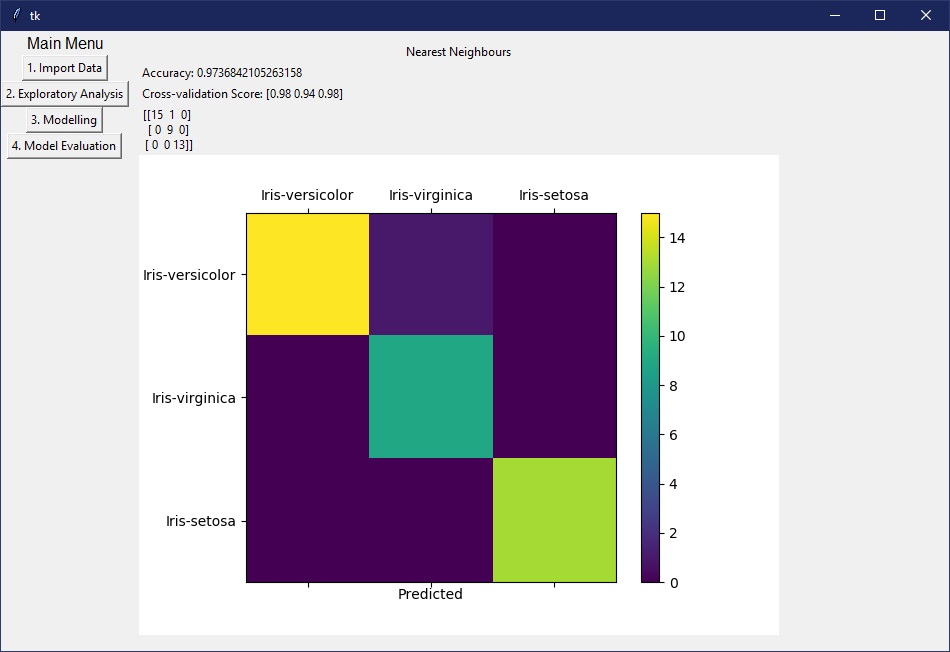 tk
Main Menu
1. Import Data
2. Exploratory Analysis
3. Modelling
4. Model Evaluation
Nearest Neighbours
Accuracy: 0.9736842105263158
Cross-validation Score: [0.98 0.94 0.98]
[[15 1 0]
[ 0 9 0]
[ 0 0 13]]
Iris-versicolor Iris-virginica Iris-setosa
Iris-versicolor
Iris-virginica
Iris-setosa
Predicted
14
12
10
8
6
4
2
0